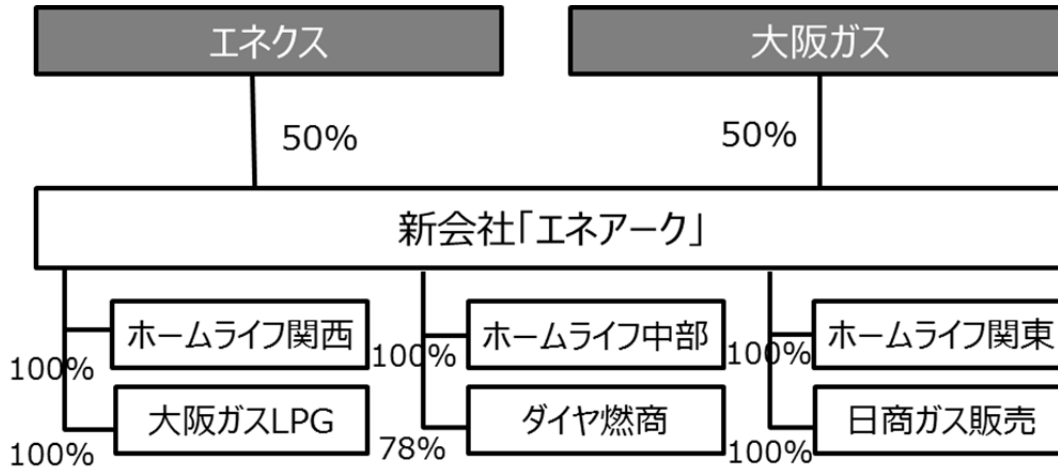 エネクス
大阪ガス
50%
50%
新会社「エネアーク」
ホームライフ関西
ホームライフ中部
ホームライフ関東
100%
100%
100%
大阪ガスLPG
ダイヤ燃商
日商ガス販売
100%
78%
100%